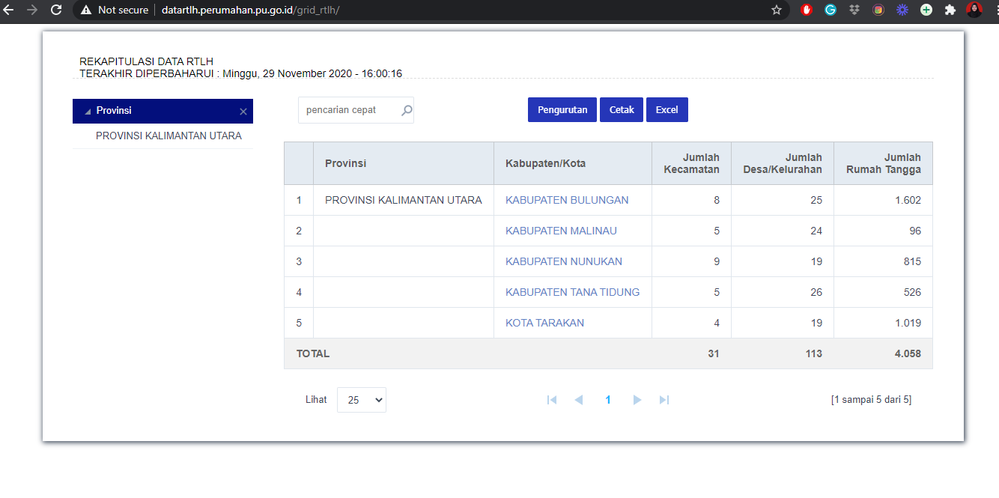 Not secure datartlh.perumahan.pu.go.id/grid_rtlh/
REKAPITULASI DATA RTLH
TERAKHIR DIPERBAHARUI : Minggu, 29 November 2020 - 16:00:16
Provinsi
PROVINSI KALIMANTAN UTARA
pencarian cepat
Pengurutan Cetak Excel
Provinsi Kabupaten/Kota Jumlah Kecamatan Jumlah Desa/Kelurahan Jumlah Rumah Tangga
1 PROVINSI KALIMANTAN UTARA KABUPATEN BULUNGAN 8 25 1.602
2 KABUPATEN MALINAU 5 24 96
3 KABUPATEN NUNUKAN 9 19 815
4 KABUPATEN TANA TIDUNG 5 26 526
5 KOTA TARAKAN 4 19 1.019
TOTAL 31 113 4.058
Lihat 25 1 [1 sampai 5 dari 5]